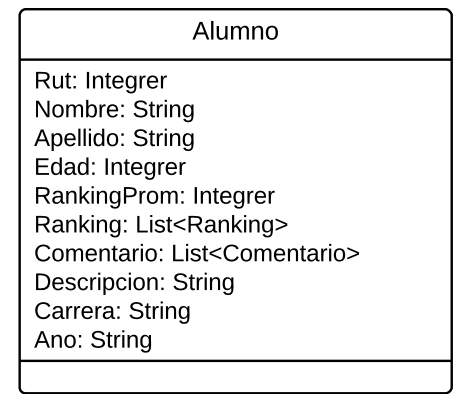 Alumno
Rut: Integrer
Nombre: String
Apellido: String
Edad: Integrer
RankingProm: Integrer
Ranking: List<Ranking>
Comentario: List<Comentario>
Descripcion: String
Carrera: String
Ano: String